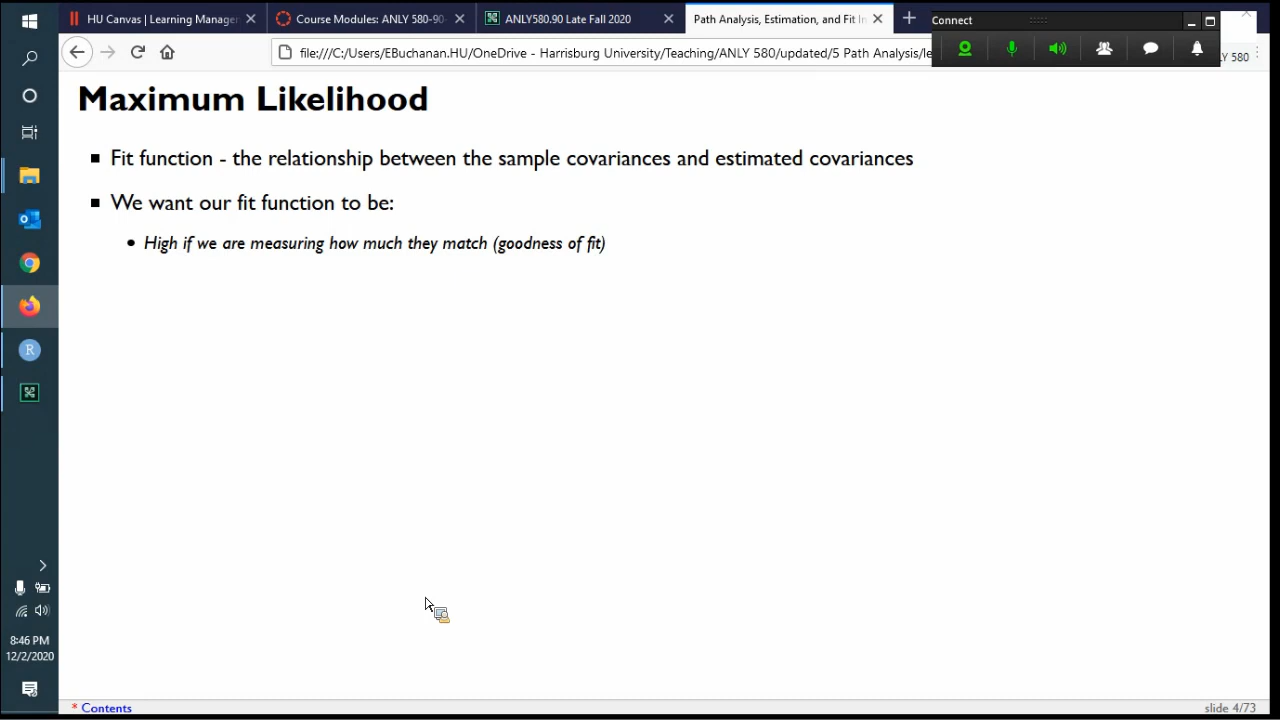 HU Canvas | Learning Manager
Course Modules: ANLY 580-90-
ANLY580.90 Late Fall 2020
Path Analysis, Estimation, and Fit In
Connect
file:///C:/Users/EBuchanan.HU/OneDrive - Harrisburg University/Teaching/ANLY 580/updated/5 Path Analysis/le
LY 580
Maximum Likelihood
Fit function - the relationship between the sample covariances and estimated covariances
We want our fit function to be:
High if we are measuring how much they match (goodness of fit)
R
8:46 PM
12/2/2020
* Contents
slide 4/73